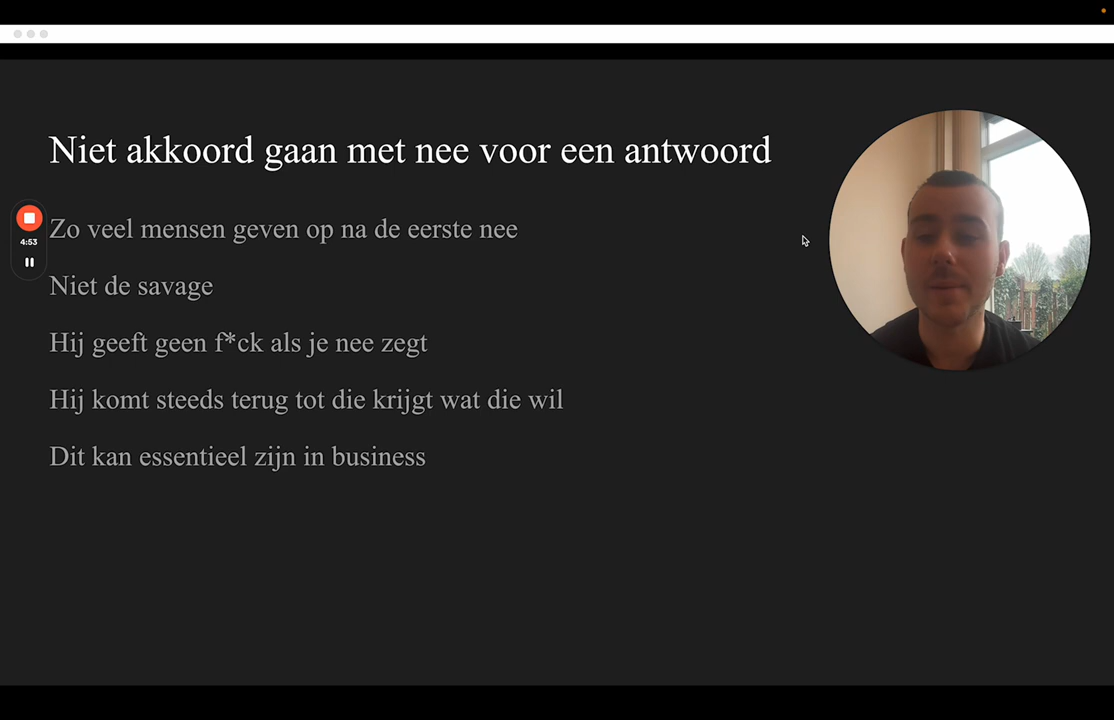 Niet akkoord gaan met nee voor een antwoord
Zo veel mensen geven op na de eerste nee
4:53
Niet de savage
Hij geeft geen f*ck als je nee zegt
Hij komt steeds terug tot die krijgt wat die wil
Dit kan essentieel zijn in business